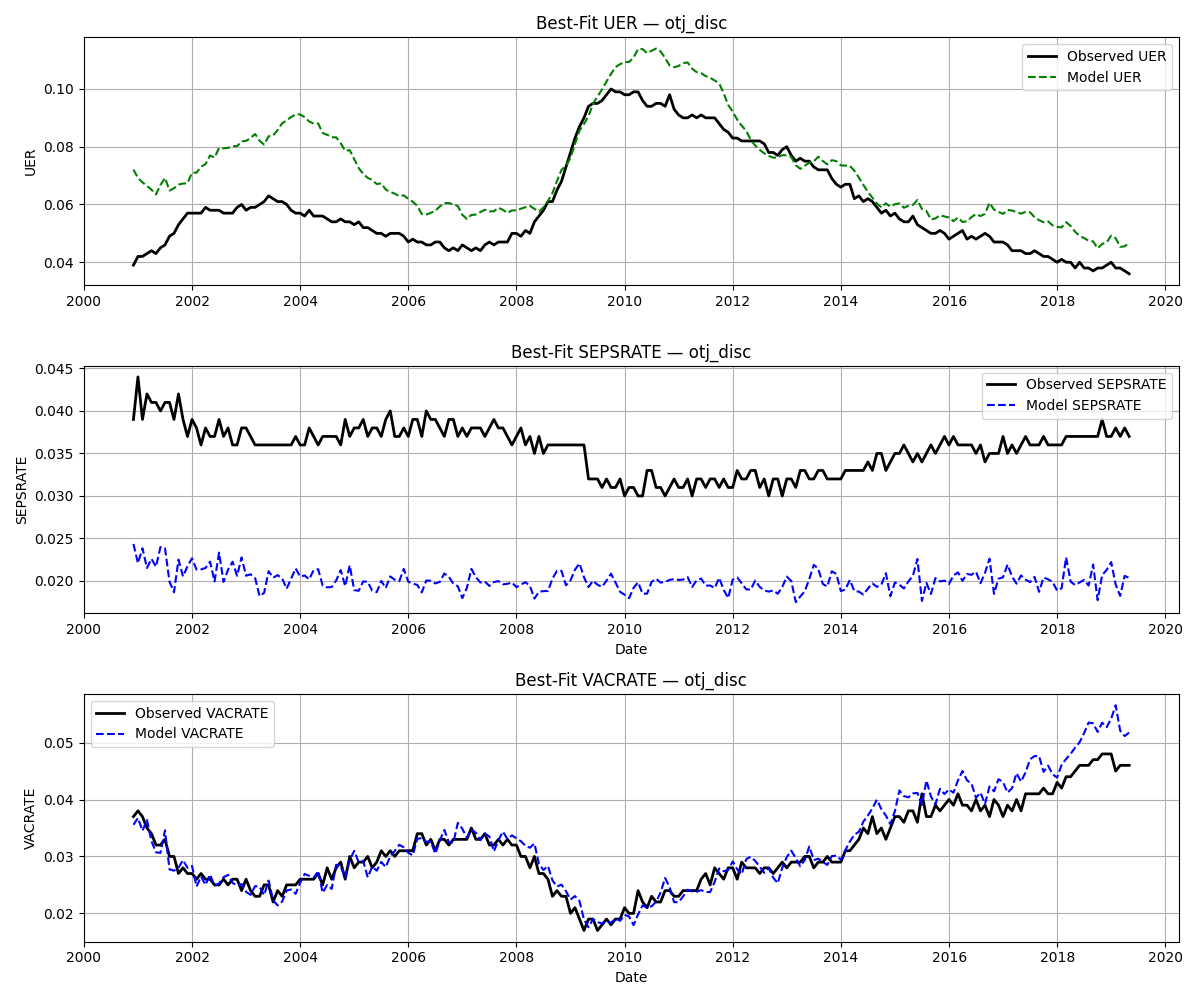 Best-Fit UER — otj_disc
UER
0.10
0.08
0.06
0.04
Observed UER
Model UER
2000 2002 2004 2006 2008 2010 2012 2014 2016 2018 2020
Best-Fit SEPSRATE — otj_disc
SEPSRATE
0.045
0.040
0.035
0.030
0.025
0.020
Observed SEPSRATE
Model SEPSRATE
2000 2002 2004 2006 2008 2010 2012 2014 2016 2018 2020
Date
Best-Fit VACRATE — otj_disc
VACRATE
0.05
0.04
0.03
0.02
Observed VACRATE
Model VACRATE
2000 2002 2004 2006 2008 2010 2012 2014 2016 2018 2020
Date